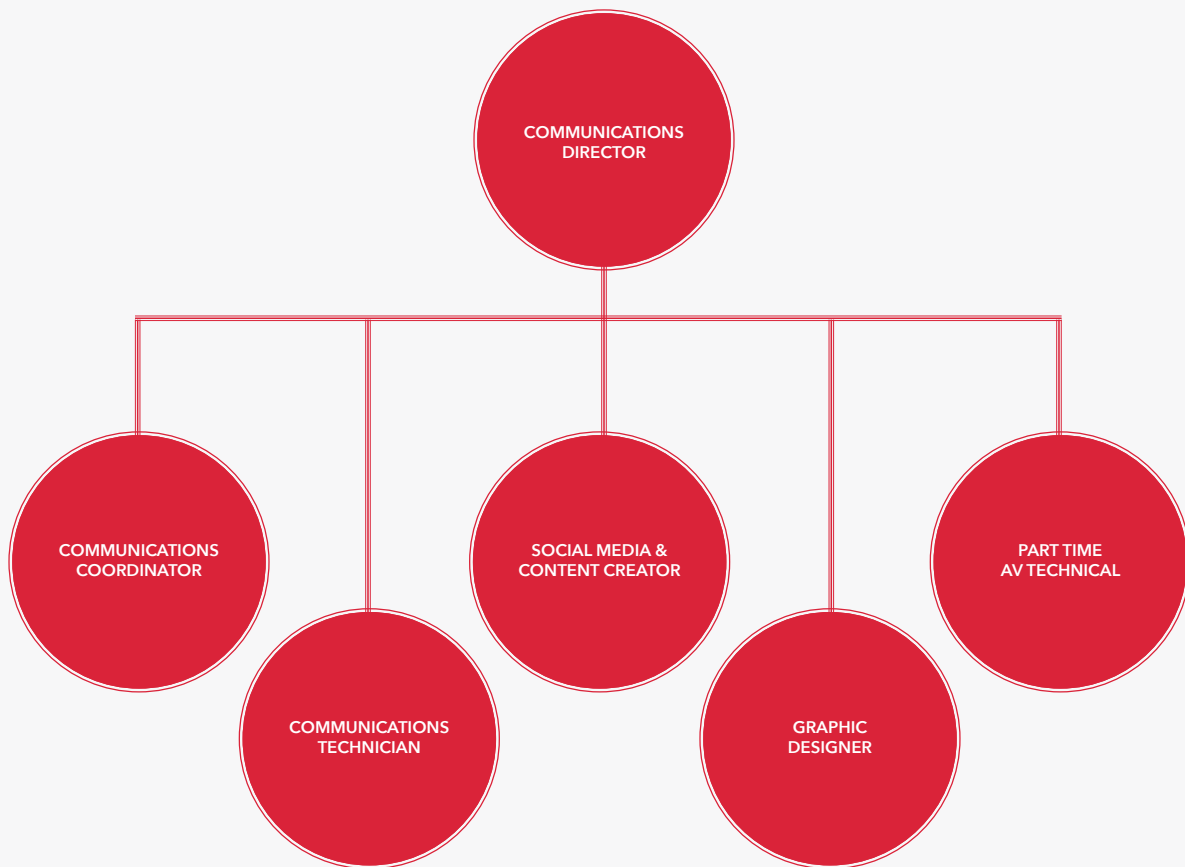 COMMUNICATIONS
DIRECTOR
COMMUNICATIONS
COORDINATOR
SOCIAL MEDIA &
CONTENT CREATOR
PART TIME
AV TECHNICAL
COMMUNICATIONS
TECHNICIAN
GRAPHIC
DESIGNER